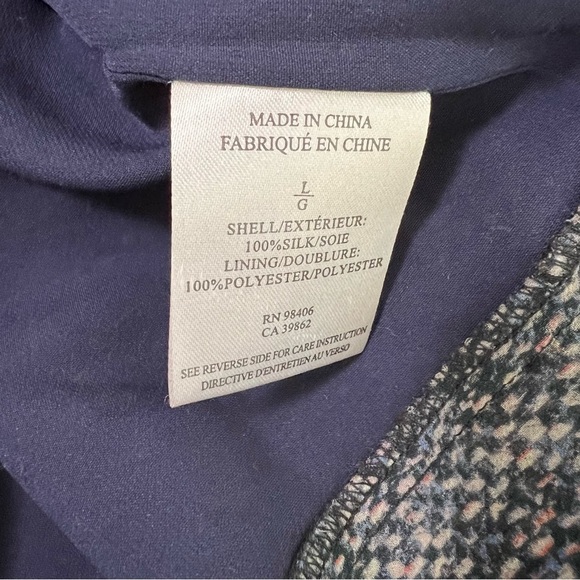 MADE IN CHINA
FABRIQUÉ EN CHINE
L
G
SHELL/EXTÉRIEUR:
100%SILK/SOIE
LINING/DOUBLURE:
100%POLYESTER/POLYESTER
RN 98406
CA 39862
SEE REVERSE SIDE FOR CARE INSTRUCTION
DIRECTIVE D'ENTRETIEN AU VERSO